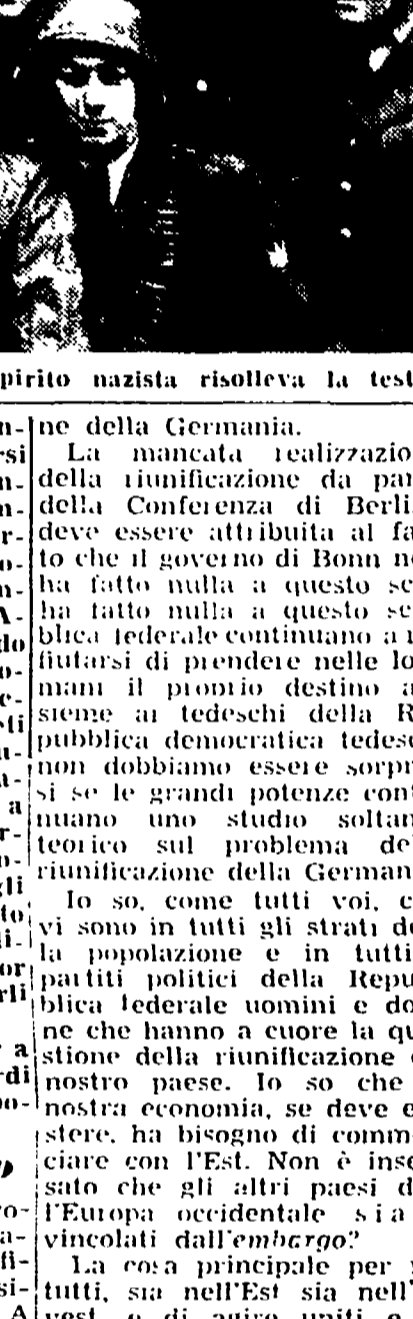 pirito nazista risolleva la test
ne della Germania.
La mancata realizzazio
della riunificazione da par
della Conferenza di Berli
deve essere attribuita al fa
to che il governo di Bonn n
ha fatto nulla a questo sc
ha fatto nulla a questo sc
blica federale continuano a r
fiutarsi di prendere nelle lo
mani il proprio destino a
sieme ai tedeschi della R
pubblica democratica tedesc
non dobbiamo essere sorpr
si se le grandi potenze cont
nuano uno studio soltan
teorico sul problema de
riunificazione della German
Io so, come tutti voi, c
vi sono in tutti gli strati de
la popolazione e in tutti
partiti politici della Repu
blica federale uomini e do
ne che hanno a cuore la qu
stione della riunificazione
nostro paese. Io so che
nostra economia, se deve e
stere, ha bisogno di comm
ciare con l'Est. Non è inse
sato che gli altri paesi d
l'Europa occidentale sia
vincolati dall'embargo?
La cosa principale per
tutti, sia nell'Est sia nell'
vest, è di agire uniti e